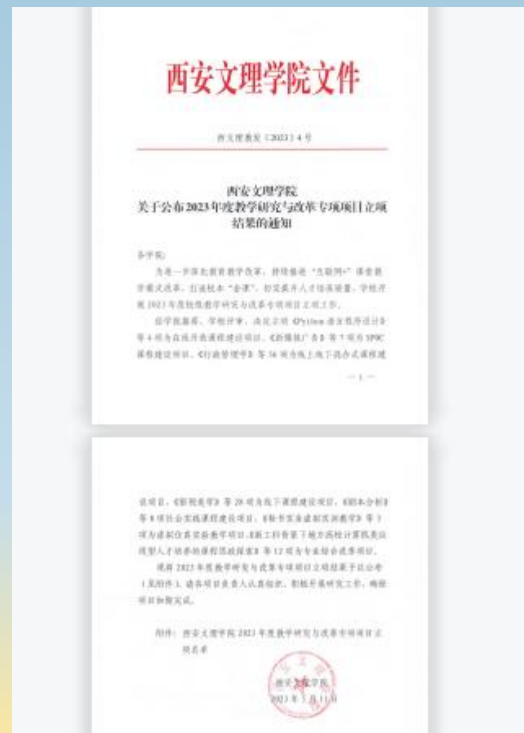 西安文理学院文件
西文理教发〔2023〕4号
西安文理学院
关于公布2023年度教学研究与改革专项项目立项
结果的通知
各学院:
为进一步深化教育教学改革,持续推进“互联网+”课堂教
学模式改革,打造校本“金课”,切实提升人才培养质量,学校开
展2023年度校级教学研究与改革专项项目立项工作。
经学院推荐、学校评审,决定立项《Python语言程序设计》
等4项为在线开放课程建设项目,《新媒体广告》等7项为SPOC
课程建设项目,《行政管理学》等36项为线上线下混合式课程建
— 1 —
设项目,《影视美学》等28项为线下课程建设项目,《剧本分析》
等8项社会实践课程建设项目,《秘书实务虚拟实训教学》等3
项为虚拟仿真实验教学项目,《新工科背景下地方高校计算机类应
用型人才培养的课程思政探索》等12项为专业综合改革项目。
现将2023年度教学研究与改革专项项目立项结果予以公布
(见附件),请各项目负责人认真组织,积极开展研究工作,确保
项目如期完成。
附件:西安文理学院2023年度教学研究与改革专项项目立
项名单
西安文理学院
2023年5月11日